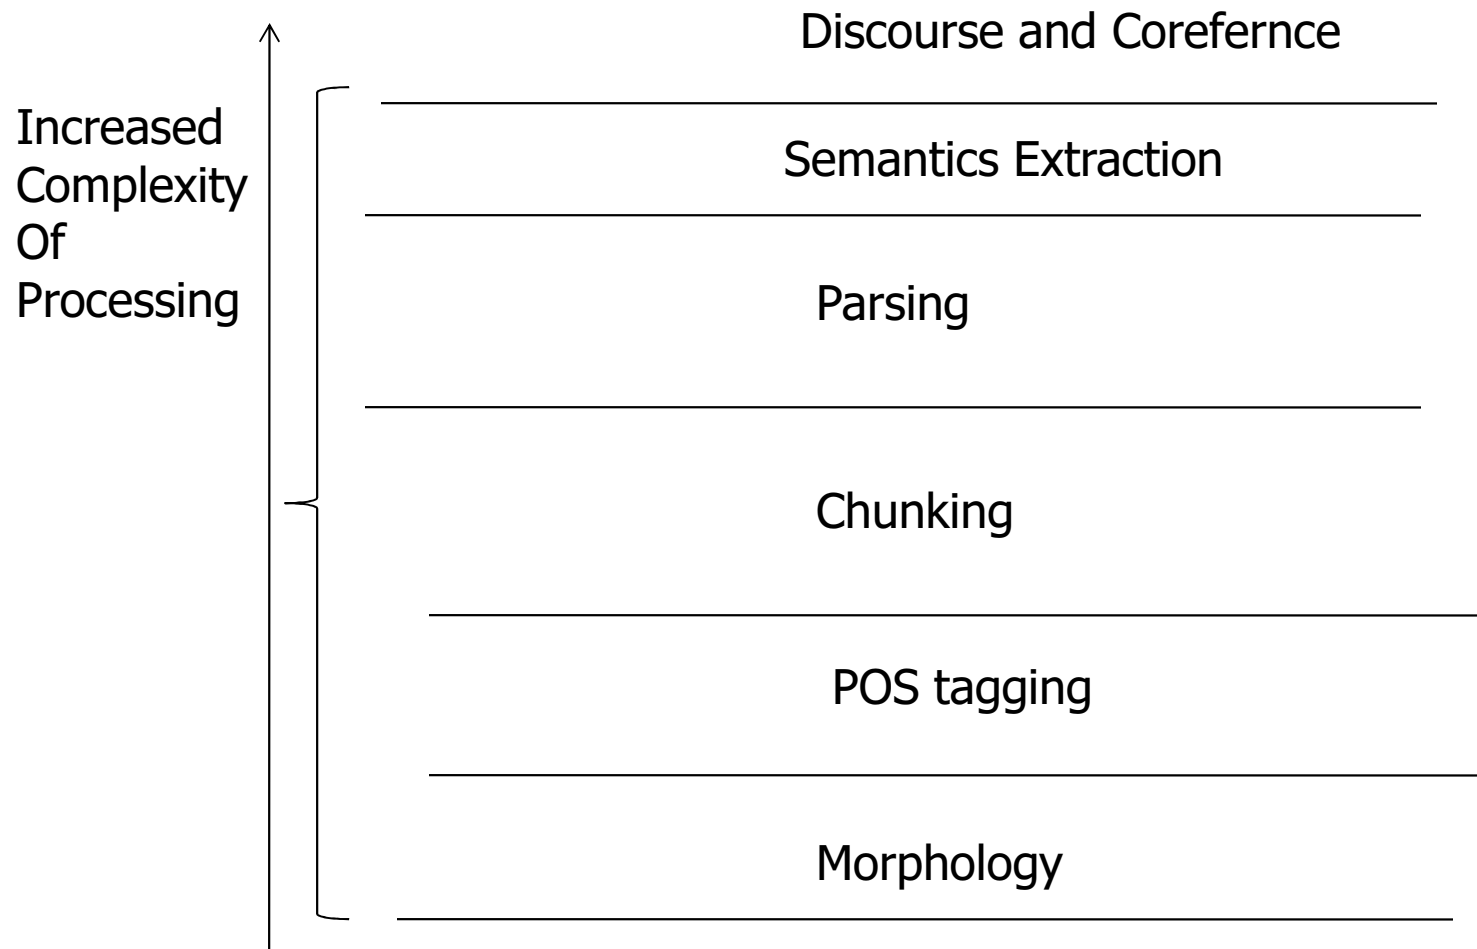 Discourse and Corefernce
Increased
Complexity
Of
Processing
Semantics Extraction
Parsing
Chunking
POS tagging
Morphology